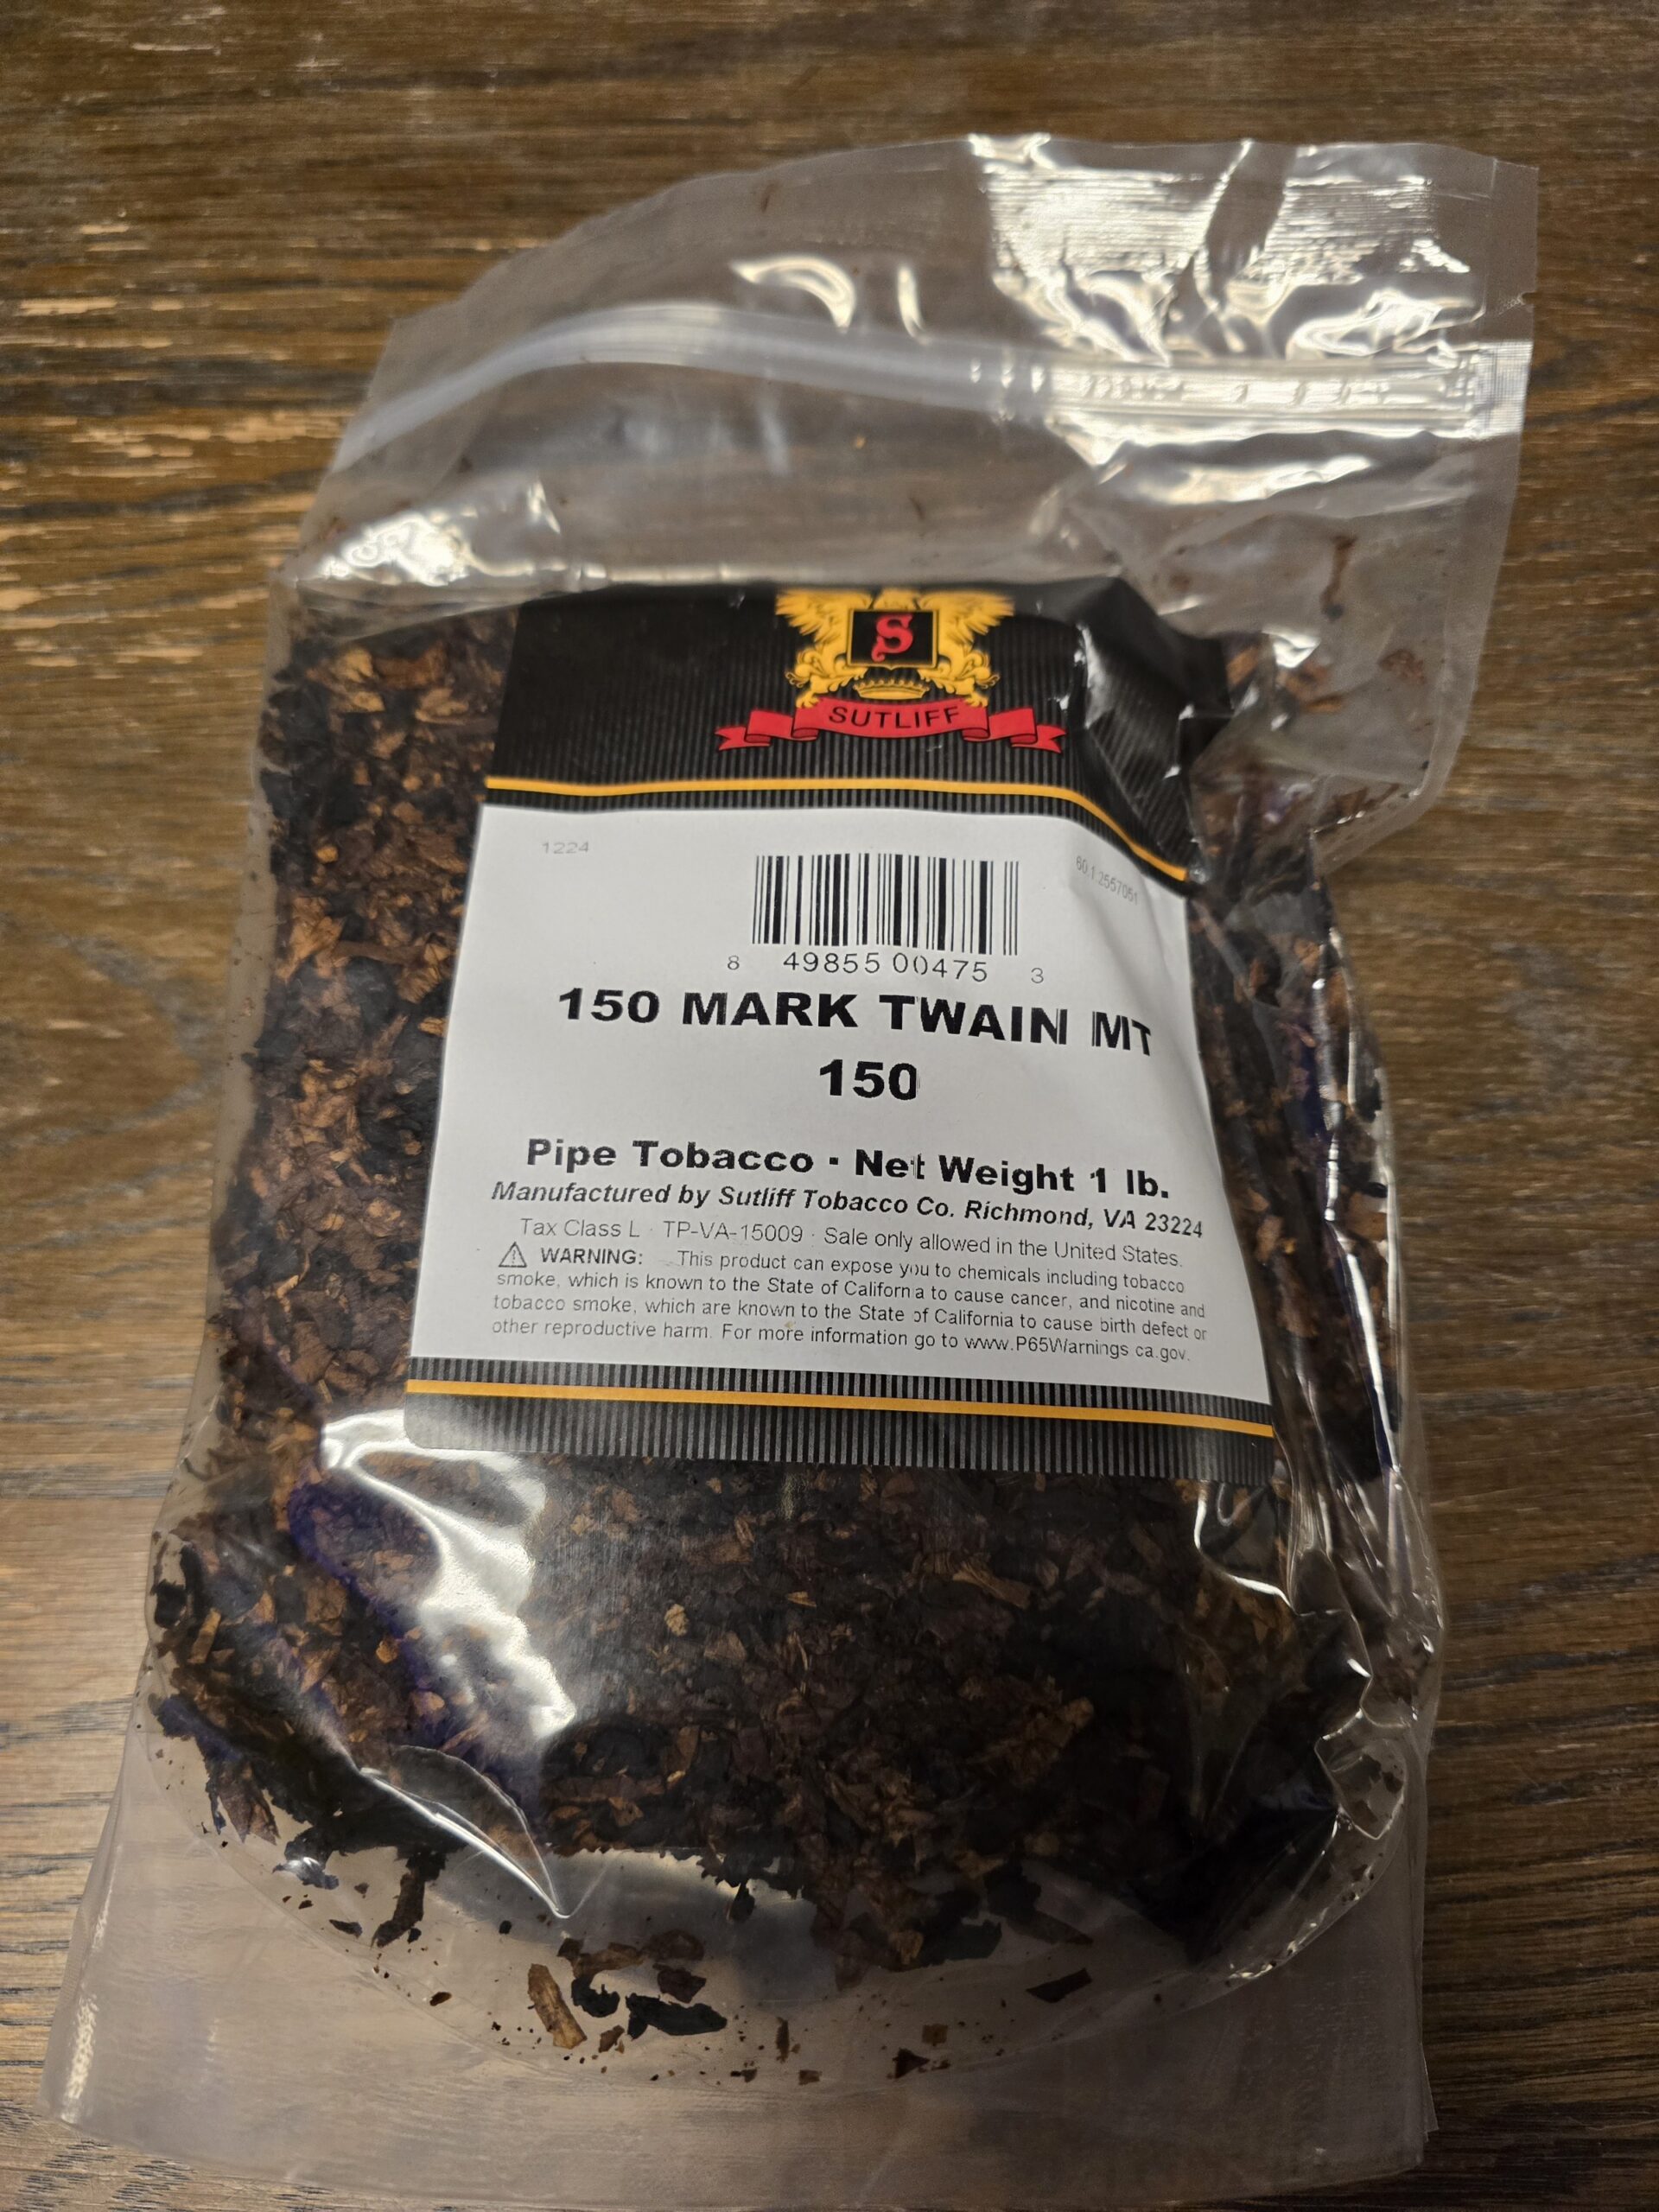 S
SUTLIFF
1224
60.1.2557051
8 49855 00475 3
150 MARK TWAIN MT
150
Pipe Tobacco · Net Weight 1 lb.
Manufactured by Sutliff Tobacco Co. Richmond, VA 23224
Tax Class L · TP-VA-15009 · Sale only allowed in the United States.
⚠ WARNING: This product can expose you to chemicals including tobacco
smoke, which is known to the State of California to cause cancer, and nicotine and
tobacco smoke, which are known to the State of California to cause birth defect or
other reproductive harm. For more information go to www.P65Warnings.ca.gov.